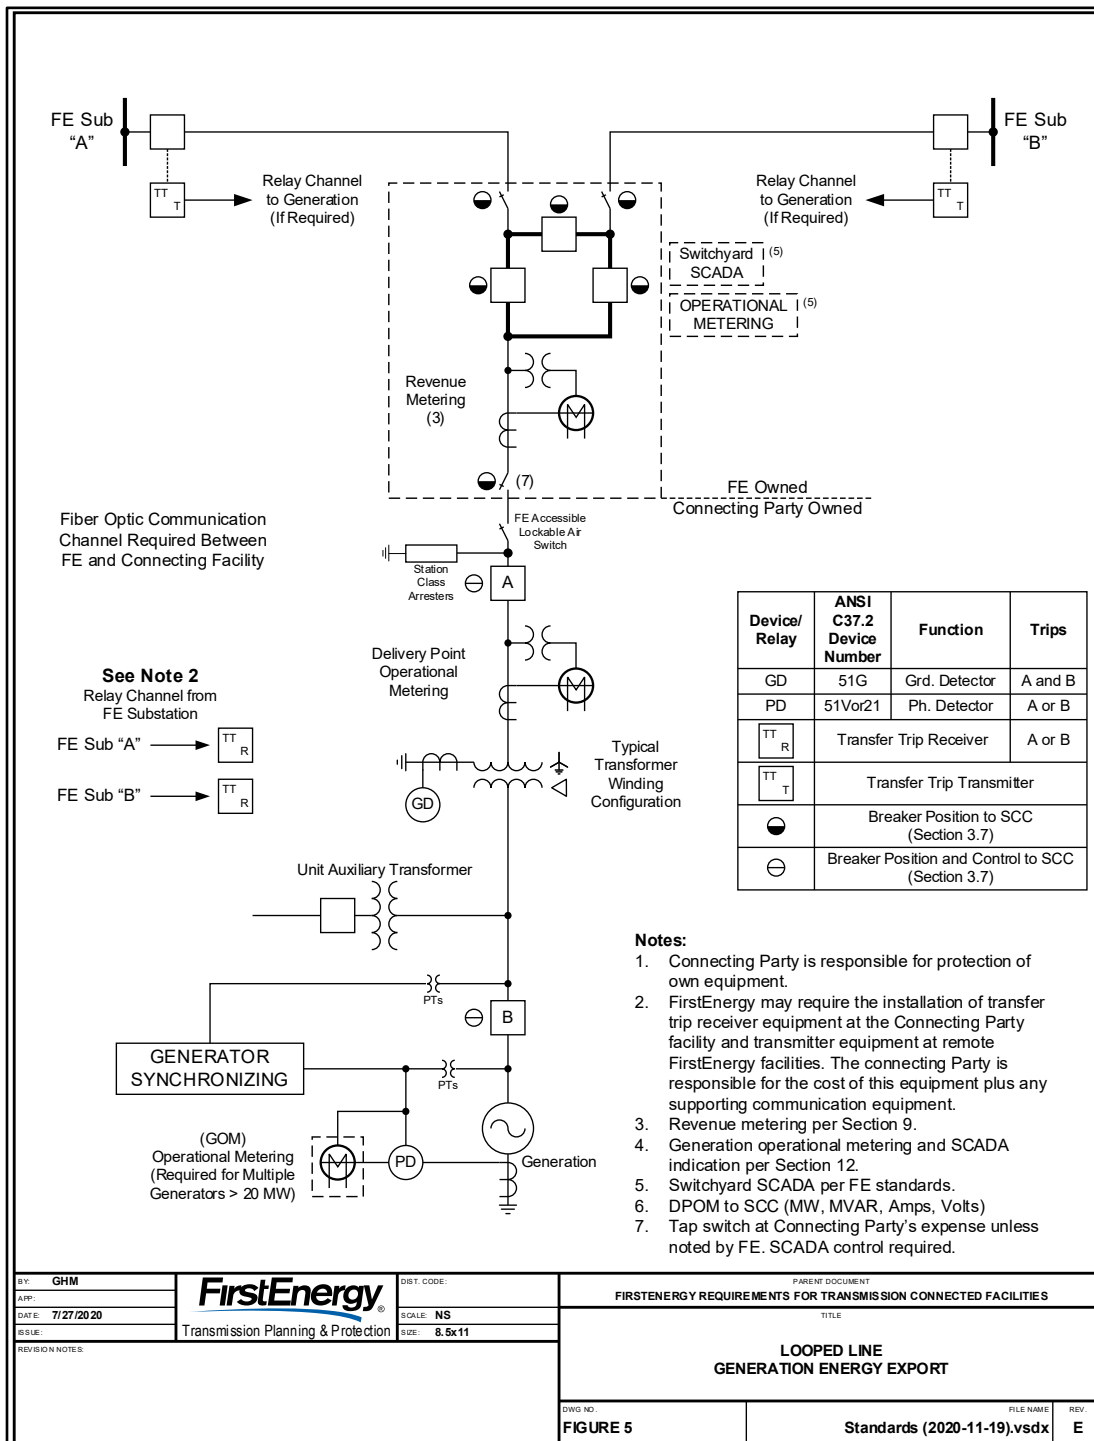 FE Sub
“A”
FE Sub
“B”
TT
T
Relay Channel
to Generation
(If Required)
Relay Channel
to Generation
(If Required)
TT
T
Switchyard (5)
SCADA
OPERATIONAL (5)
METERING
Revenue
Metering
(3)
M
(7)
FE Owned
Connecting Party Owned
Fiber Optic Communication
Channel Required Between
FE and Connecting Facility
FE Accessible
Lockable Air
Switch
Station
Class
Arresters
A
Delivery Point
Operational
Metering
M
See Note 2
Relay Channel from
FE Substation
FE Sub “A”
TT
R
FE Sub “B”
TT
R
GD
Typical
Transformer
Winding
Configuration
Device/
Relay
ANSI
C37.2
Device
Number
Function
Trips
GD 51G Grd. Detector A and B
PD 51Vor21 Ph. Detector A or B
TT
R
Transfer Trip Receiver A or B
TT
T
Transfer Trip Transmitter
Breaker Position to SCC
(Section 3.7)
Breaker Position and Control to SCC
(Section 3.7)
Unit Auxiliary Transformer
PTs
B
GENERATOR
SYNCHRONIZING
PTs
(GOM)
Operational Metering
(Required for Multiple
Generators > 20 MW)
M
PD
Generation
Notes:
1. Connecting Party is responsible for protection of
own equipment.
2. FirstEnergy may require the installation of transfer
trip receiver equipment at the Connecting Party
facility and transmitter equipment at remote
FirstEnergy facilities. The connecting Party is
responsible for the cost of this equipment plus any
supporting communication equipment.
3. Revenue metering per Section 9.
4. Generation operational metering and SCADA
indication per Section 12.
5. Switchyard SCADA per FE standards.
6. DPOM to SCC (MW, MVAR, Amps, Volts)
7. Tap switch at Connecting Party’s expense unless
noted by FE. SCADA control required.
BY: GHM
APP:
DATE: 7/27/2020
ISSUE:
REVISION NOTES:
FirstEnergy®
Transmission Planning & Protection
DIST. CODE:
SCALE: NS
SIZE: 8.5x11
PARENT DOCUMENT
FIRSTENERGY REQUIREMENTS FOR TRANSMISSION CONNECTED FACILITIES
TITLE
LOOPED LINE
GENERATION ENERGY EXPORT
DWG NO.
FIGURE 5
FILE NAME
Standards (2020-11-19).vsdx
REV.
E